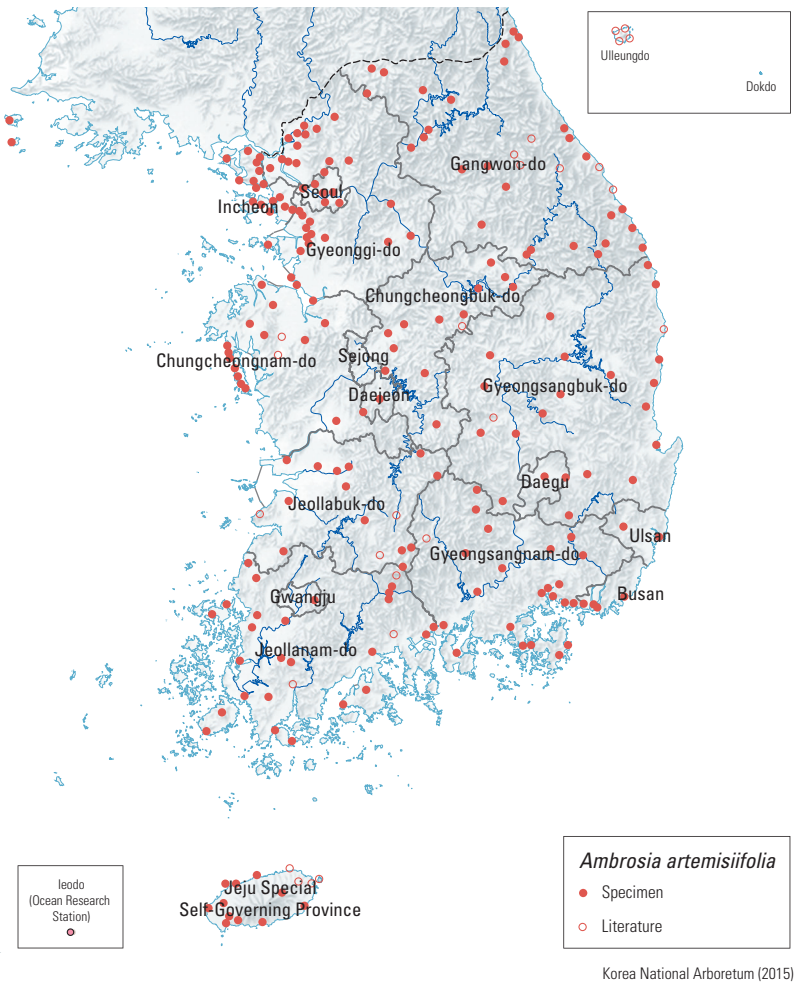 Ulleungdo
Dokdo
Gangwon-do
Seoul
Incheon
Gyeonggi-do
Chungcheongbuk-do
Sejong
Chungcheongnam-do
Gyeongsangbuk-do
Daejeon
Daegu
Jeollabuk-do
Ulsan
Gyeongsangnam-do
Gwangju
Busan
Jeollanam-do
Ieodo
(Ocean Research
Station)
Jeju Special
Self-Governing Province
Ambrosia artemisiifolia
Specimen
Literature
Korea National Arboretum (2015)